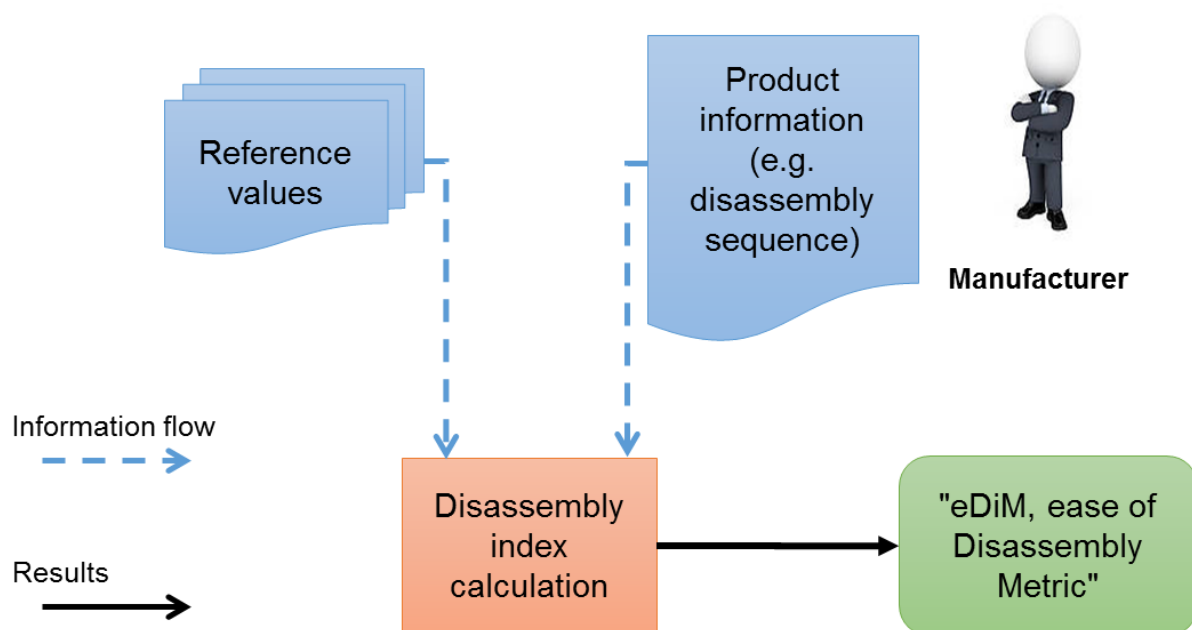 Reference
values
Product
information
(e.g.
disassembly
sequence)
Manufacturer
Information flow
Results
Disassembly
index
calculation
"eDiM, ease of
Disassembly
Metric"